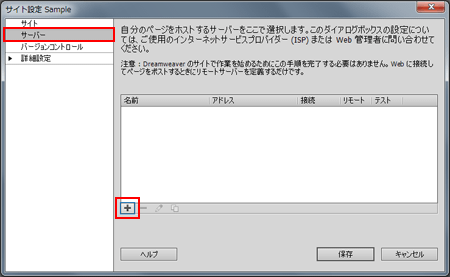 サイト設定 Sample
サイト
サーバー
バージョンコントロール
詳細設定
自分のページをホストするサーバーをここで選択します。このダイアログボックスの設定につい
ては、ご使用のインターネットサービスプロバイダー (ISP) または Web 管理者に問い合わせて
ください。
注意 : Dreamweaver のサイトで作業を始めるためにこの手順を完了する必要はありません。Web に接続し
てページをホストするときにリモートサーバーを定義するだけです。
名前 アドレス 接続 リモート テスト
ヘルプ 保存 キャンセル